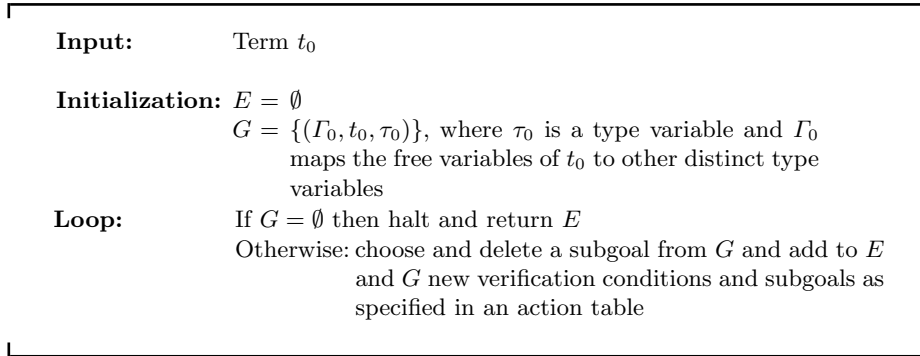 Input: Term t₀
Initialization: E = ∅
G = {(Γ₀, t₀, τ₀)}, where τ₀ is a type variable and Γ₀
maps the free variables of t₀ to other distinct type
variables
Loop: If G = ∅ then halt and return E
Otherwise: choose and delete a subgoal from G and add to E
and G new verification conditions and subgoals as
specified in an action table